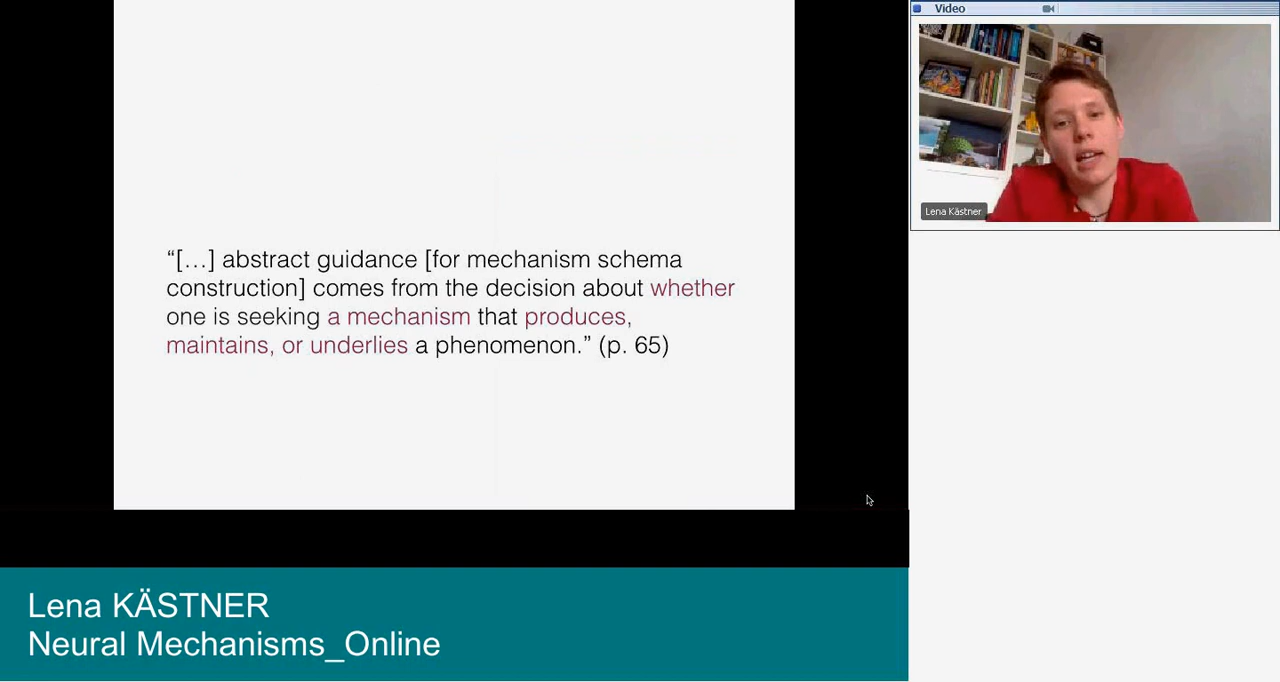 Video
Lena Kästner
“[…] abstract guidance [for mechanism schema
construction] comes from the decision about whether
one is seeking a mechanism that produces,
maintains, or underlies a phenomenon.” (p. 65)
Lena KÄSTNER
Neural Mechanisms_Online